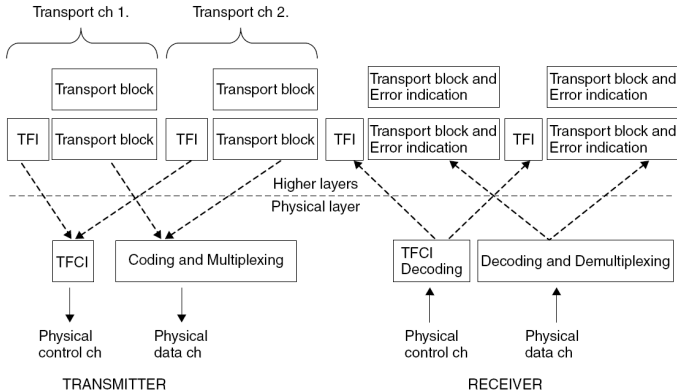 Transport ch 1.
Transport ch 2.
Transport block
Transport block
Transport block and
Error indication
Transport block and
Error indication
TFI
Transport block
TFI
Transport block
TFI
Transport block and
Error indication
TFI
Transport block and
Error indication
Higher layers
Physical layer
TFCI
Coding and Multiplexing
TFCI
Decoding
Decoding and Demultiplexing
Physical
control ch
Physical
data ch
Physical
control ch
Physical
data ch
TRANSMITTER
RECEIVER